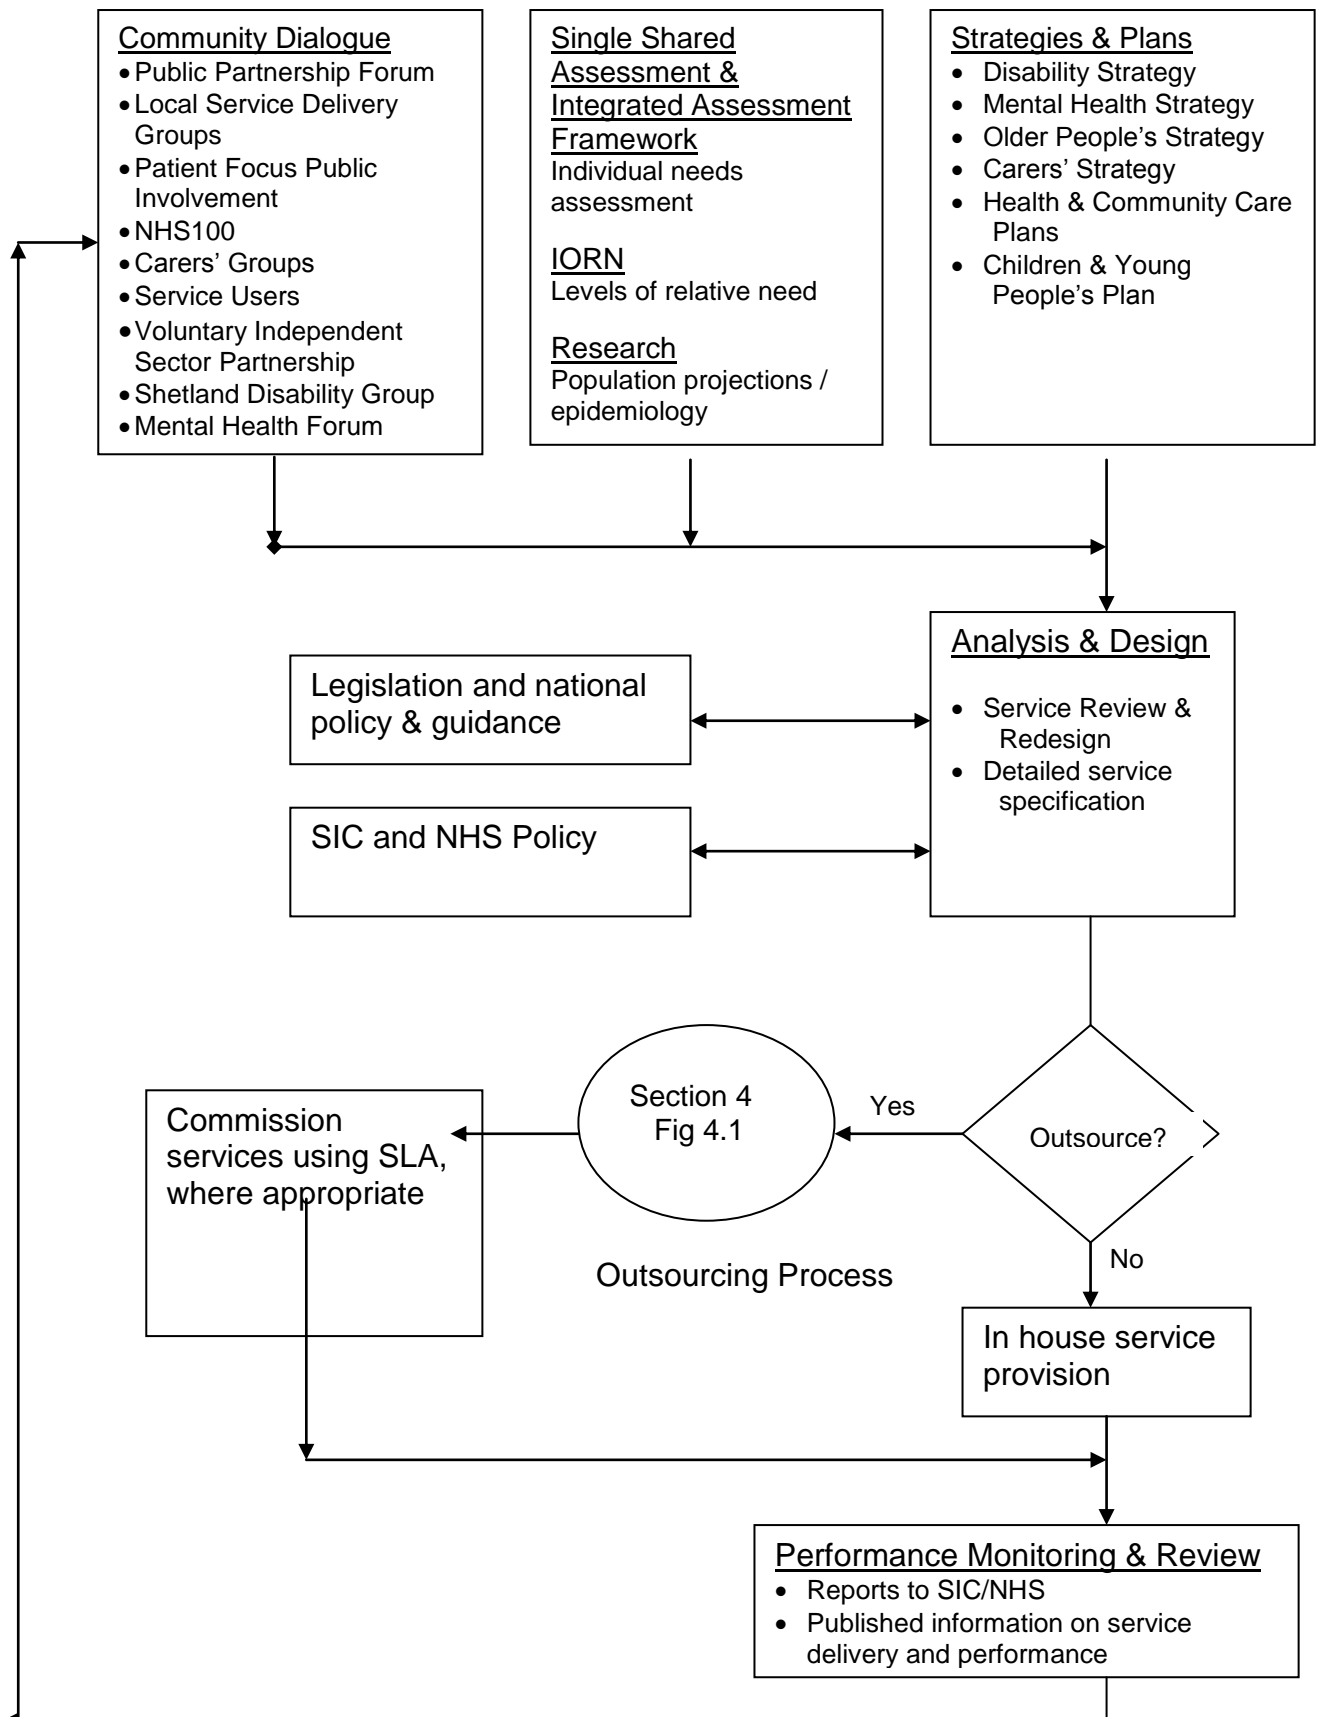 Community Dialogue
• Public Partnership Forum
• Local Service Delivery
Groups
• Patient Focus Public
Involvement
• NHS100
• Carers’ Groups
• Service Users
• Voluntary Independent
Sector Partnership
• Shetland Disability Group
• Mental Health Forum
Single Shared
Assessment &
Integrated Assessment
Framework
Individual needs
assessment
IORN
Levels of relative need
Research
Population projections /
epidemiology
Strategies & Plans
• Disability Strategy
• Mental Health Strategy
• Older People’s Strategy
• Carers’ Strategy
• Health & Community Care
Plans
• Children & Young
People’s Plan
Legislation and national
policy & guidance
SIC and NHS Policy
Analysis & Design
• Service Review &
Redesign
• Detailed service
specification
Outsource?
Yes
Section 4
Fig 4.1
Outsourcing Process
Commission
services using SLA,
where appropriate
No
In house service
provision
Performance Monitoring & Review
• Reports to SIC/NHS
• Published information on service
delivery and performance